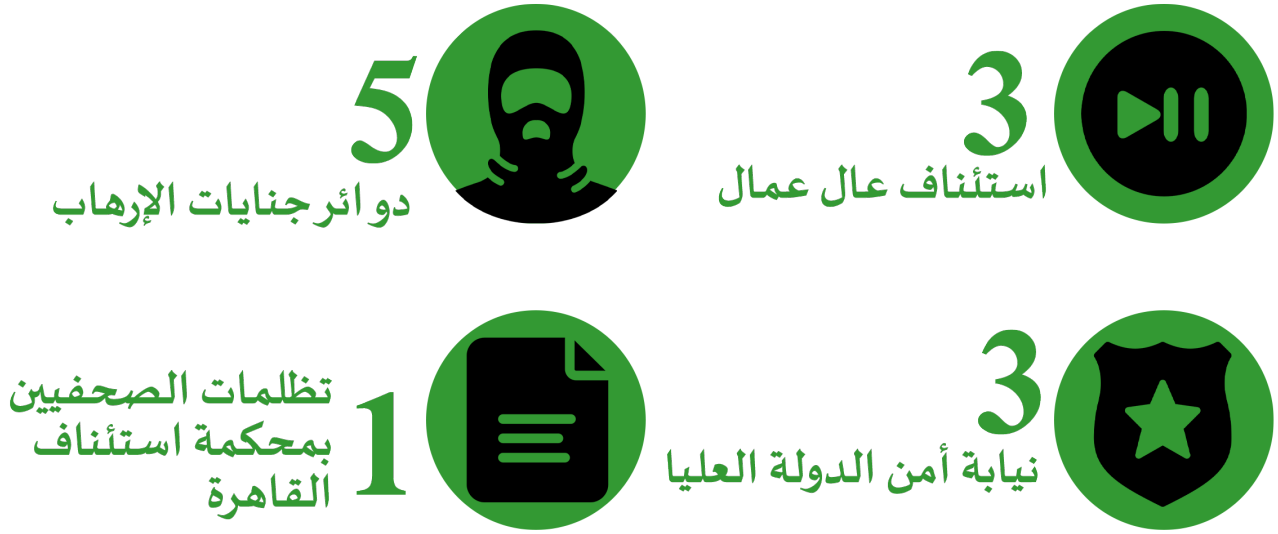 3
استئناف عال عمال
5
دوائر جنايات الإرهاب
3
نيابة أمن الدولة العليا
1
تظلمات الصحفيين
بمحكمة استئناف
القاهرة